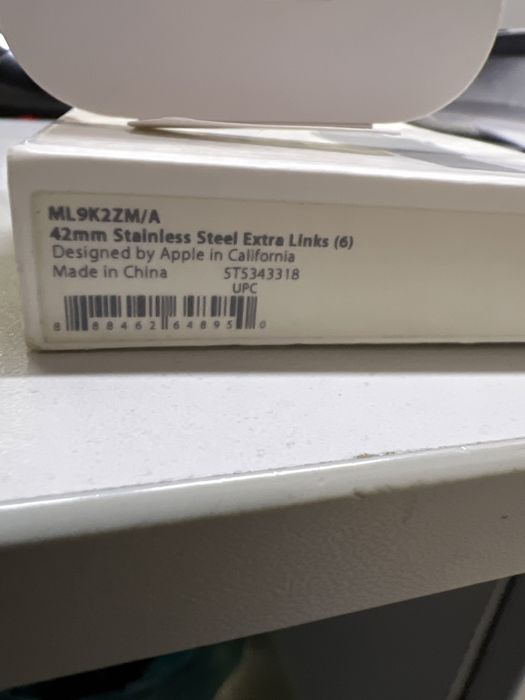 ML9K2ZM/A
42mm Stainless Steel Extra Links (6)
Designed by Apple in California
Made in China 5T5343318
UPC
8 88462 64895 0